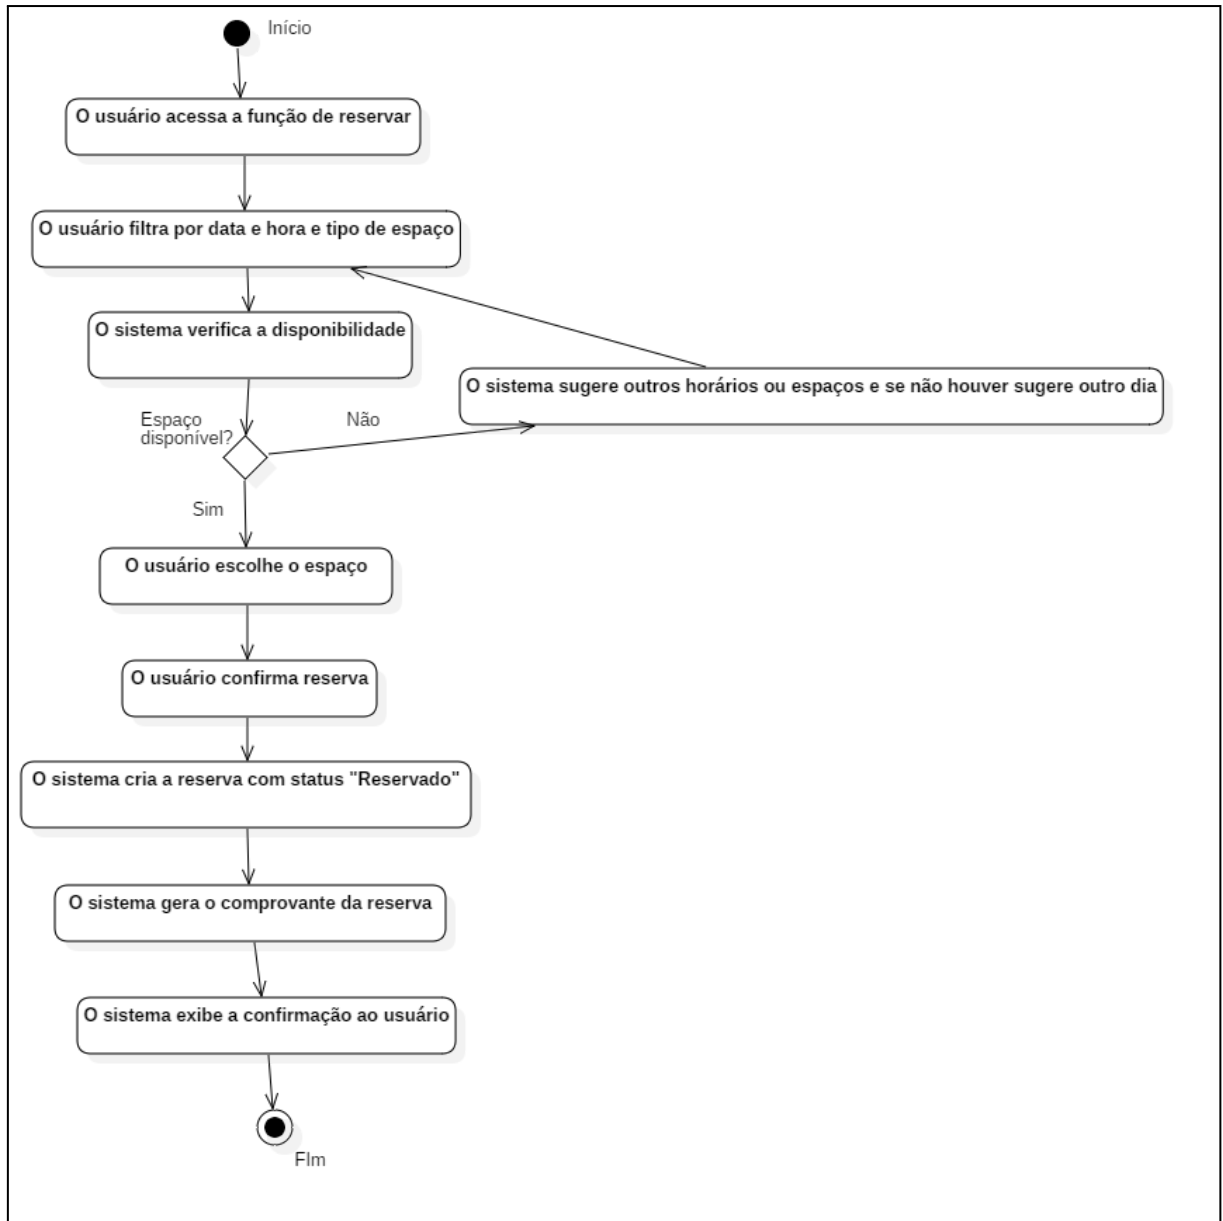 Início
O usuário acessa a função de reservar
O usuário filtra por data e hora e tipo de espaço
O sistema verifica a disponibilidade
O sistema sugere outros horários ou espaços e se não houver sugere outro dia
Espaço
disponível?
Não
Sim
O usuário escolhe o espaço
O usuário confirma reserva
O sistema cria a reserva com status "Reservado"
O sistema gera o comprovante da reserva
O sistema exibe a confirmação ao usuário
FIm